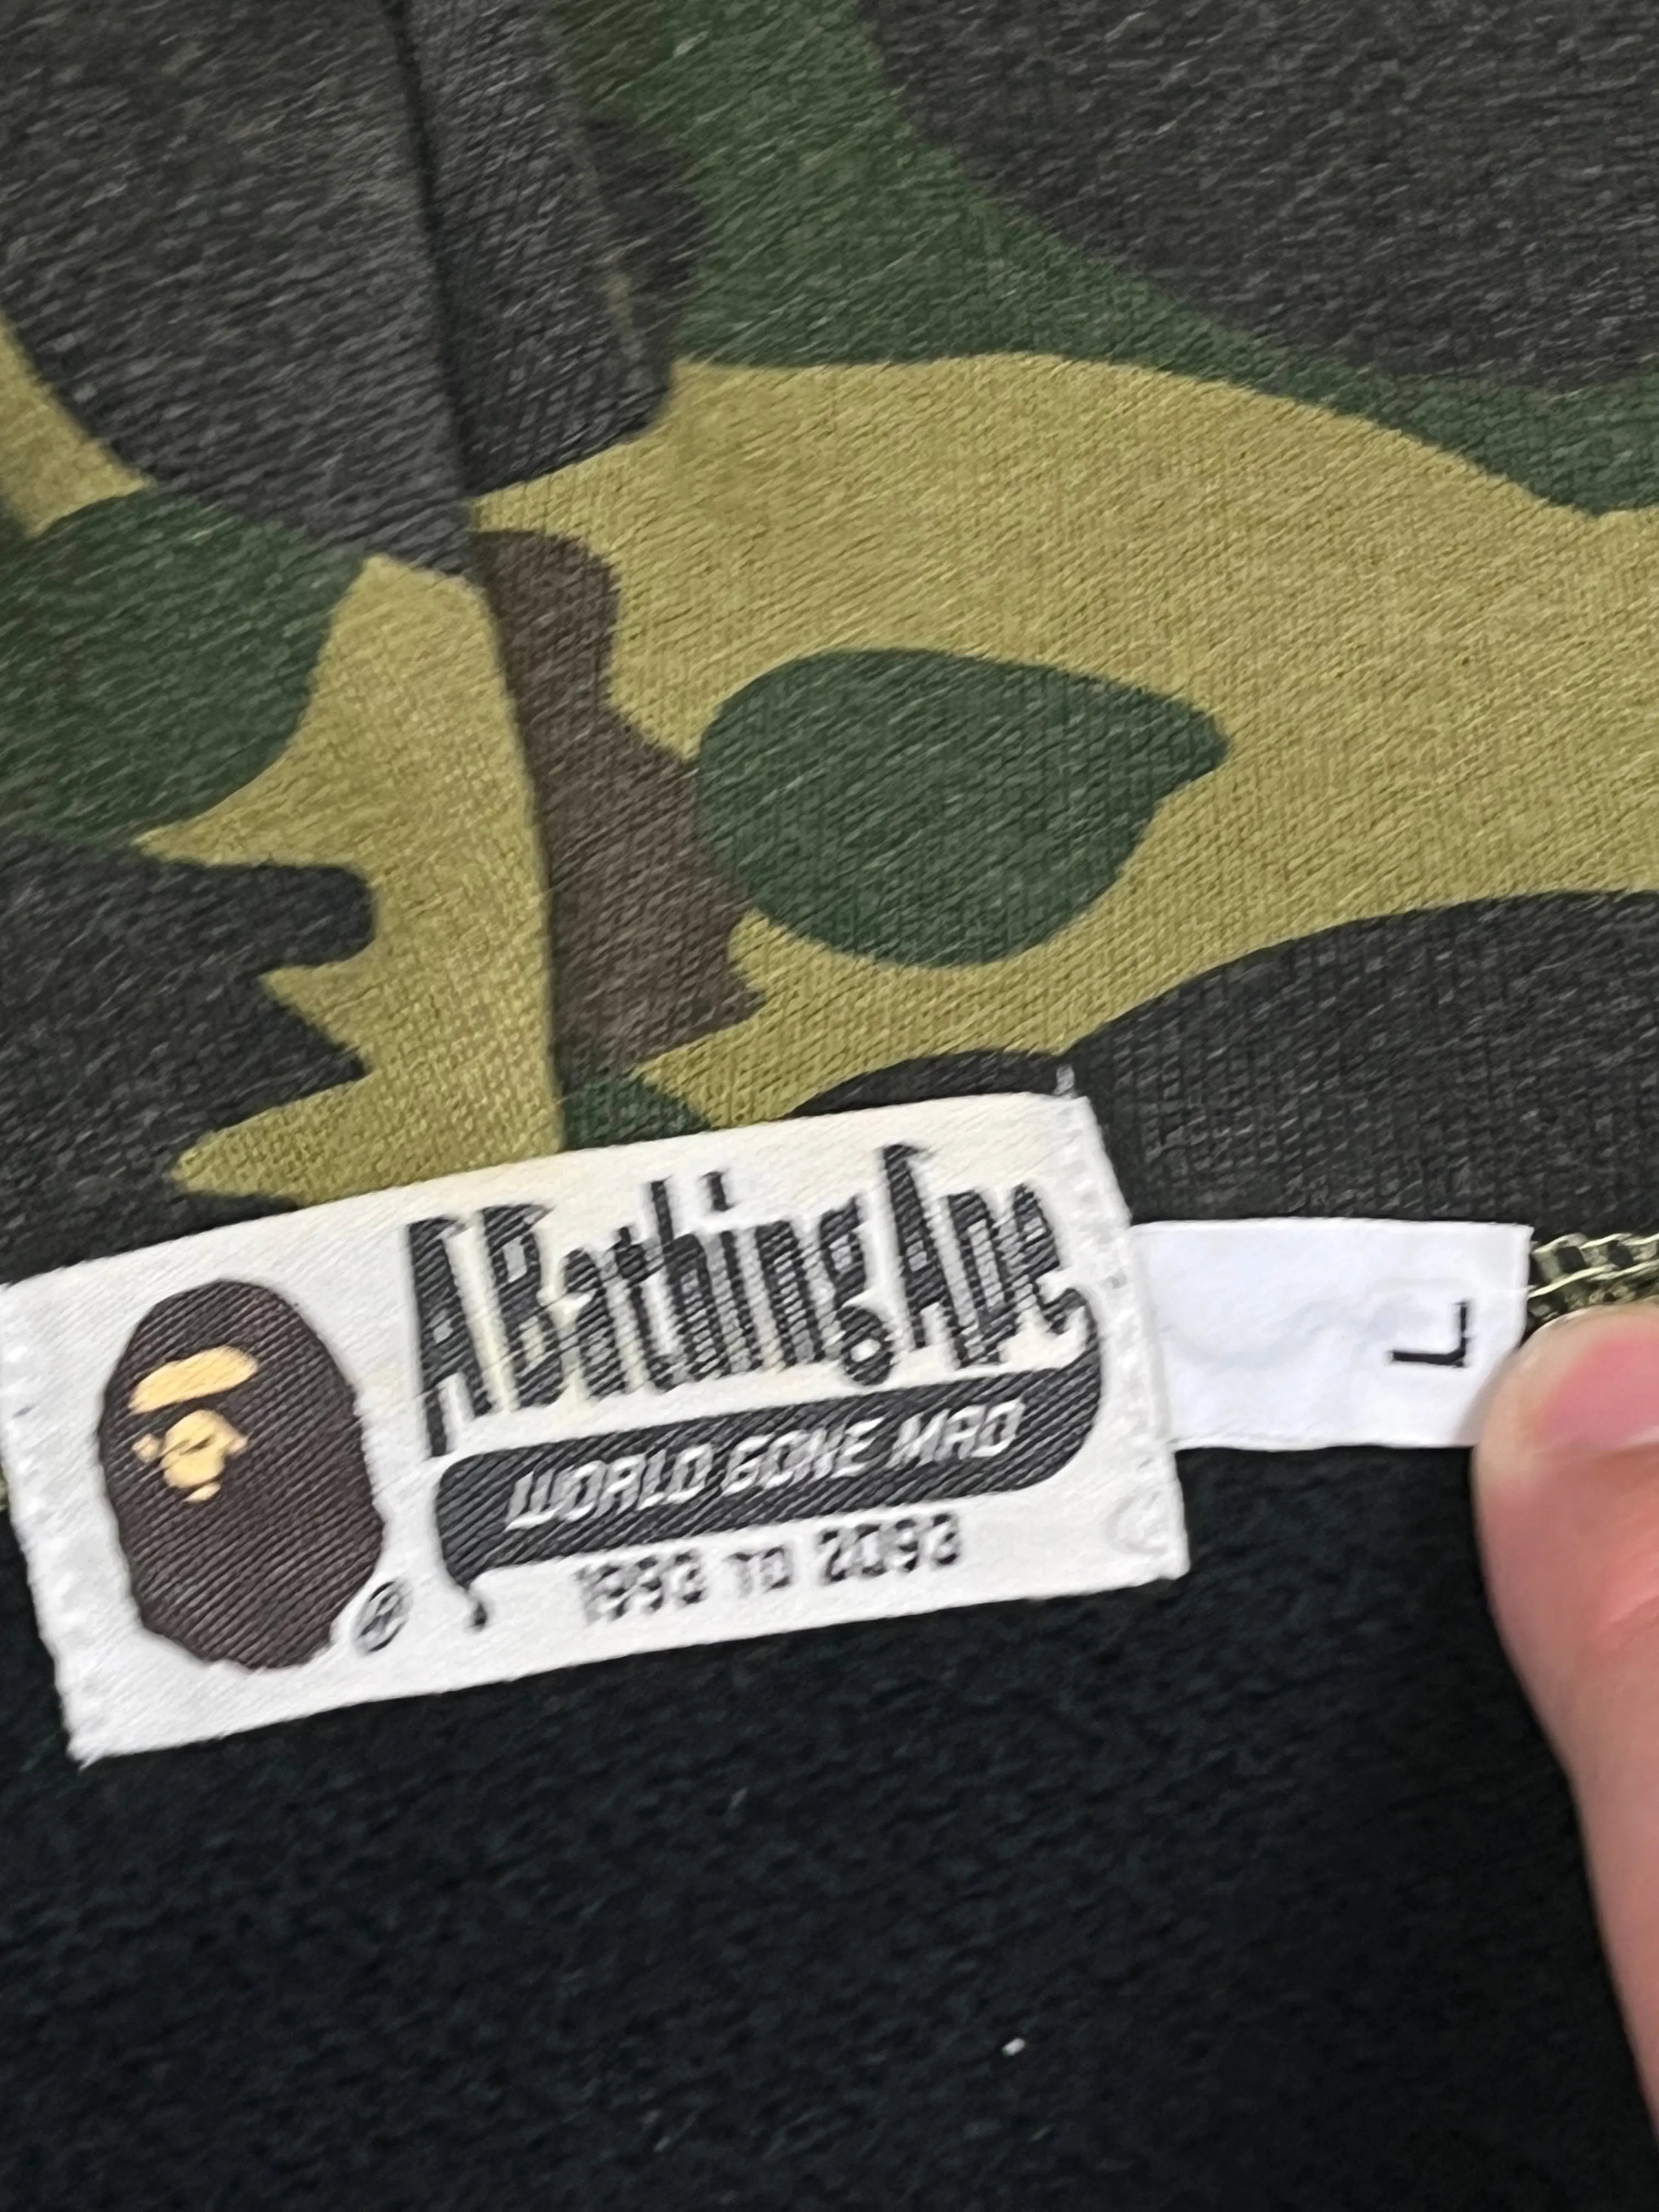 A Bathing Ape
WORLD GONE MAD
1993 TO 2093
®
L